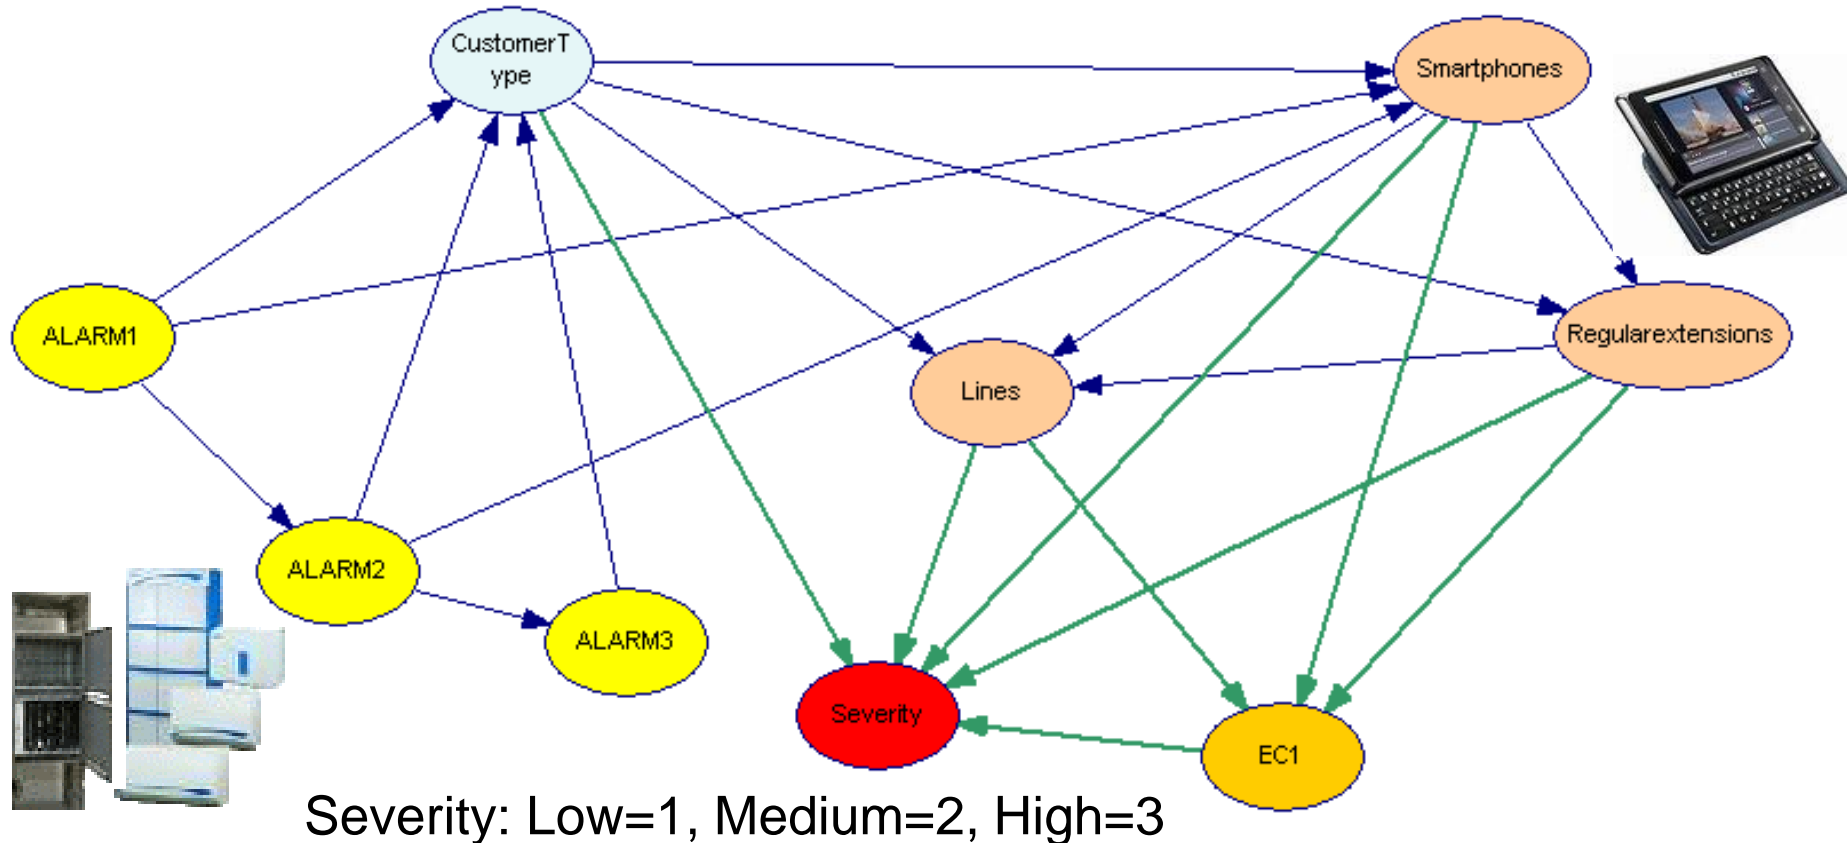 CustomerT
ype
Smartphones
ALARM1
Regularextensions
Lines
ALARM2
ALARM3
Severity
EC1
Severity: Low=1, Medium=2, High=3